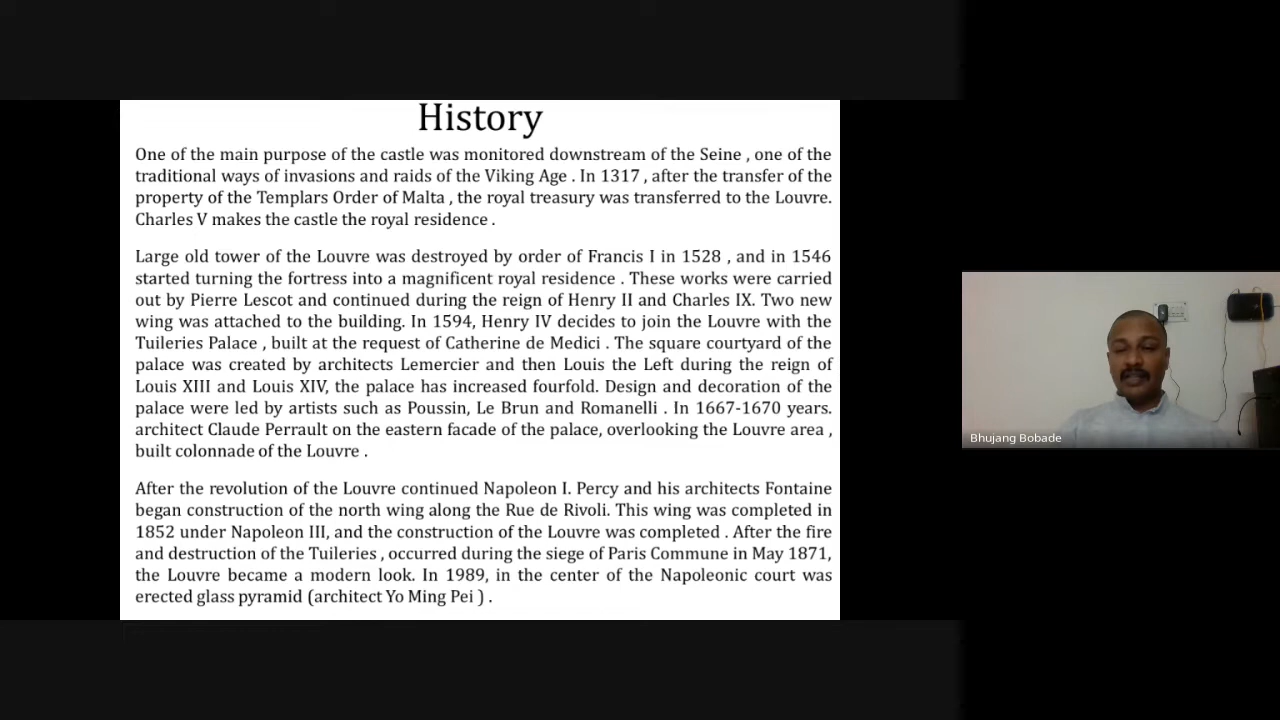 History
One of the main purpose of the castle was monitored downstream of the Seine , one of the
traditional ways of invasions and raids of the Viking Age . In 1317 , after the transfer of the
property of the Templars Order of Malta , the royal treasury was transferred to the Louvre.
Charles V makes the castle the royal residence .
Large old tower of the Louvre was destroyed by order of Francis I in 1528 , and in 1546
started turning the fortress into a magnificent royal residence . These works were carried
out by Pierre Lescot and continued during the reign of Henry II and Charles IX. Two new
wing was attached to the building. In 1594, Henry IV decides to join the Louvre with the
Tuileries Palace , built at the request of Catherine de Medici . The square courtyard of the
palace was created by architects Lemercier and then Louis the Left during the reign of
Louis XIII and Louis XIV, the palace has increased fourfold. Design and decoration of the
palace were led by artists such as Poussin, Le Brun and Romanelli . In 1667-1670 years.
architect Claude Perrault on the eastern facade of the palace, overlooking the Louvre area ,
built colonnade of the Louvre .
After the revolution of the Louvre continued Napoleon I. Percy and his architects Fontaine
began construction of the north wing along the Rue de Rivoli. This wing was completed in
1852 under Napoleon III, and the construction of the Louvre was completed . After the fire
and destruction of the Tuileries , occurred during the siege of Paris Commune in May 1871,
the Louvre became a modern look. In 1989, in the center of the Napoleonic court was
erected glass pyramid (architect Yo Ming Pei ) .
Bhujang Bobade